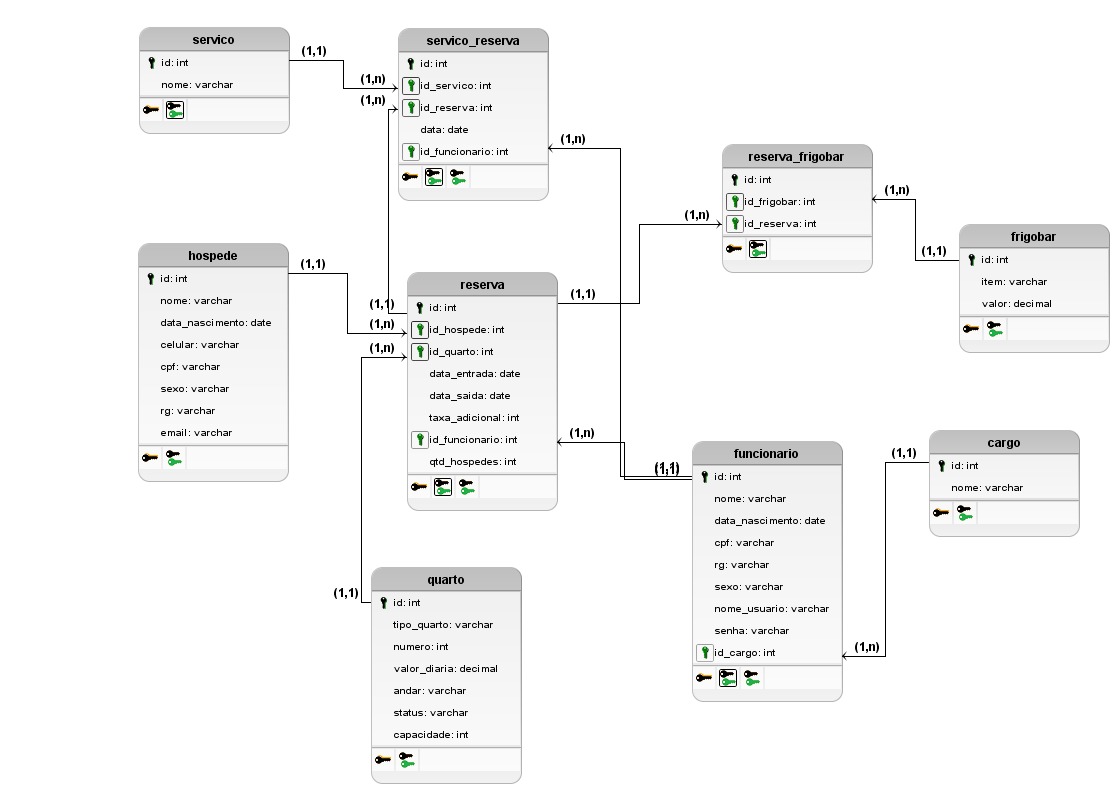 servico
id: int
nome: varchar
(1,1)
(1,n)
(1,n)
servico_reserva
id: int
id_servico: int
id_reserva: int
data: date
id_funcionario: int
(1,n)
reserva_frigobar
id: int
id_frigobar: int
id_reserva: int
(1,n)
(1,n)
(1,1)
frigobar
id: int
item: varchar
valor: decimal
hospede
id: int
nome: varchar
data_nascimento: date
celular: varchar
cpf: varchar
sexo: varchar
rg: varchar
email: varchar
(1,1)
(1,1)
(1,n)
(1,n)
reserva
id: int
id_hospede: int
id_quarto: int
data_entrada: date
data_saida: date
taxa_adicional: int
id_funcionario: int
qtd_hospedes: int
(1,1)
(1,n)
(1,1)
(1,1)
funcionario
id: int
nome: varchar
data_nascimento: date
cpf: varchar
rg: varchar
sexo: varchar
nome_usuario: varchar
senha: varchar
id_cargo: int
(1,1)
(1,n)
cargo
id: int
nome: varchar
(1,1)
quarto
id: int
tipo_quarto: varchar
numero: int
valor_diaria: decimal
andar: varchar
status: varchar
capacidade: int